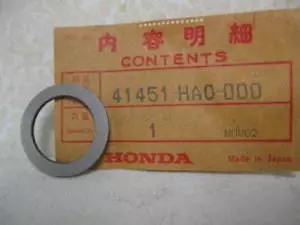 内容明細
CONTENTS
41451-HA0-000
1
HONDA
Made in Japan